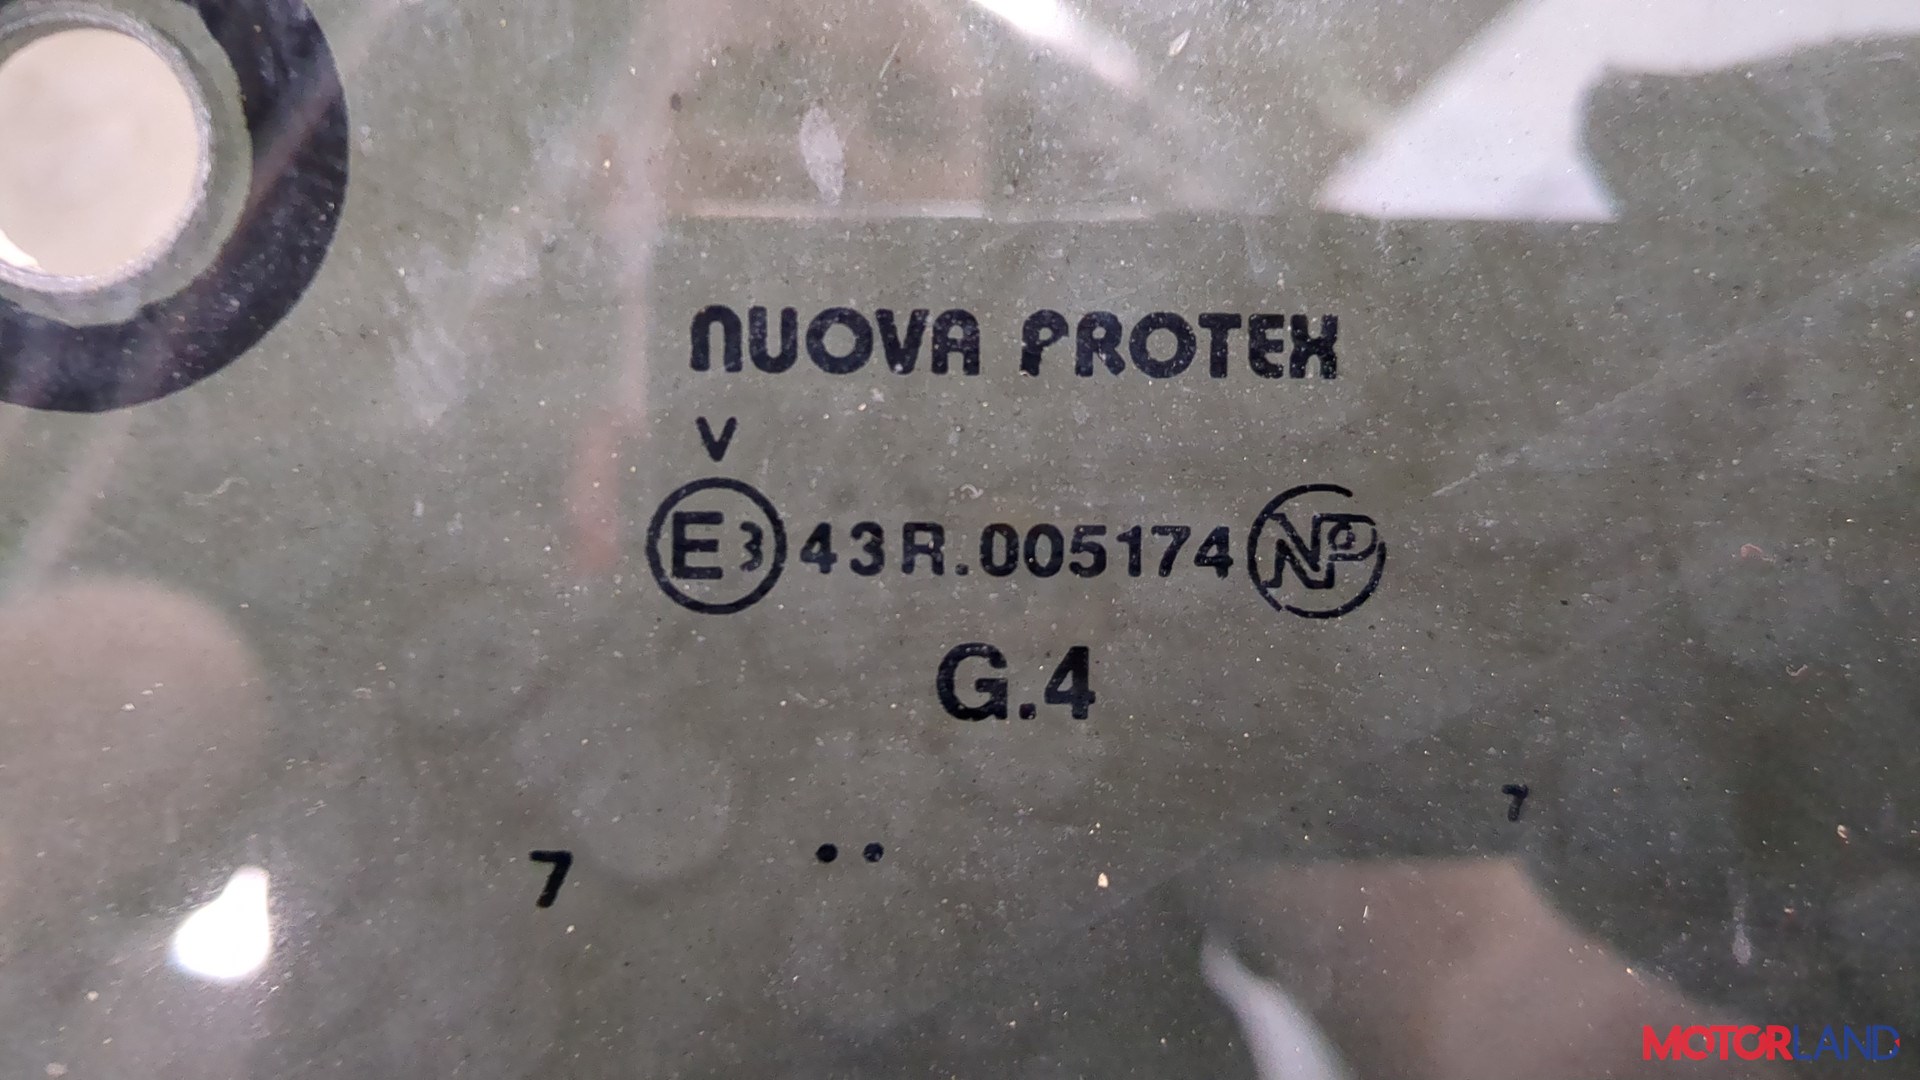 NUOVA PROTEX
V
E3 43R.005174 NP
G.4
7
7 ..
MOTORLAND